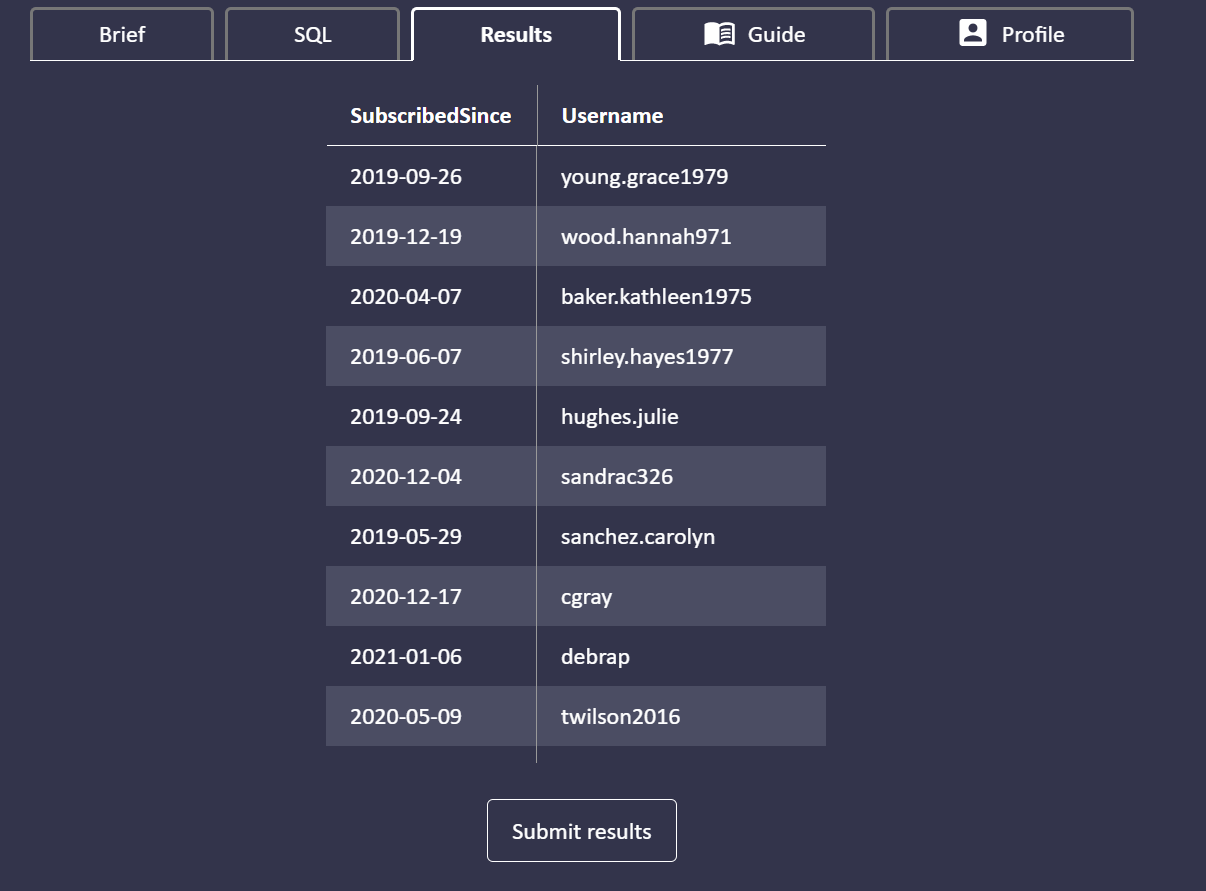 Brief SQL Results Guide Profile
SubscribedSince Username
2019-09-26 young.grace1979
2019-12-19 wood.hannah971
2020-04-07 baker.kathleen1975
2019-06-07 shirley.hayes1977
2019-09-24 hughes.julie
2020-12-04 sandrac326
2019-05-29 sanchez.carolyn
2020-12-17 cgray
2021-01-06 debrap
2020-05-09 twilson2016
Submit results